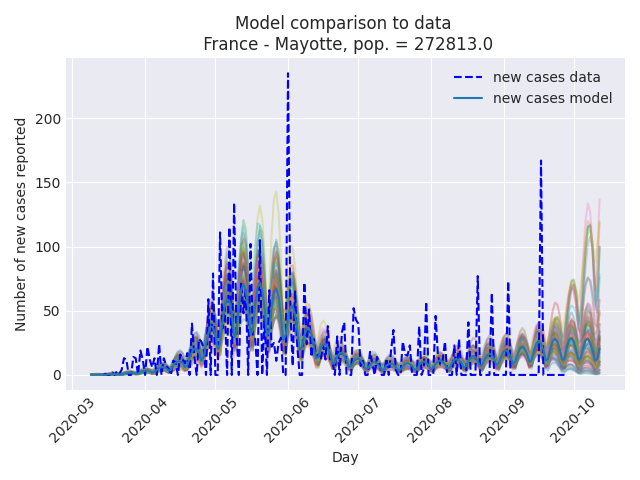 Model comparison to data
France - Mayotte, pop. = 272813.0
new cases data
new cases model
Number of new cases reported
200
150
100
50
0
2020-03
2020-04
2020-05
2020-06
2020-07
2020-08
2020-09
2020-10
Day